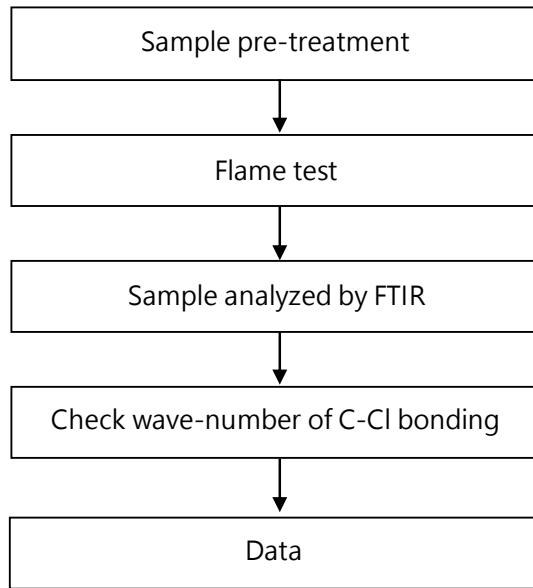 Sample pre-treatment
Flame test
Sample analyzed by FTIR
Check wave-number of C-Cl bonding
Data